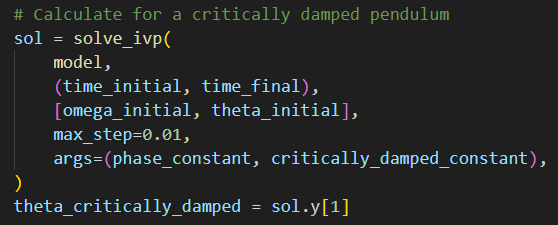 # Calculate for a critically damped pendulum
sol = solve_ivp(
    model,
    (time_initial, time_final),
    [omega_initial, theta_initial],
    max_step=0.01,
    args=(phase_constant, critically_damped_constant),
)
theta_critically_damped = sol.y[1]